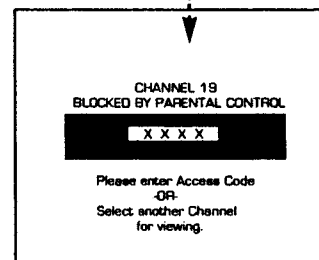 CHANNEL 19
BLOCKED BY PARENTAL CONTROL
X X X X
Please enter Access Code
-OR-
Select another Channel
for viewing.